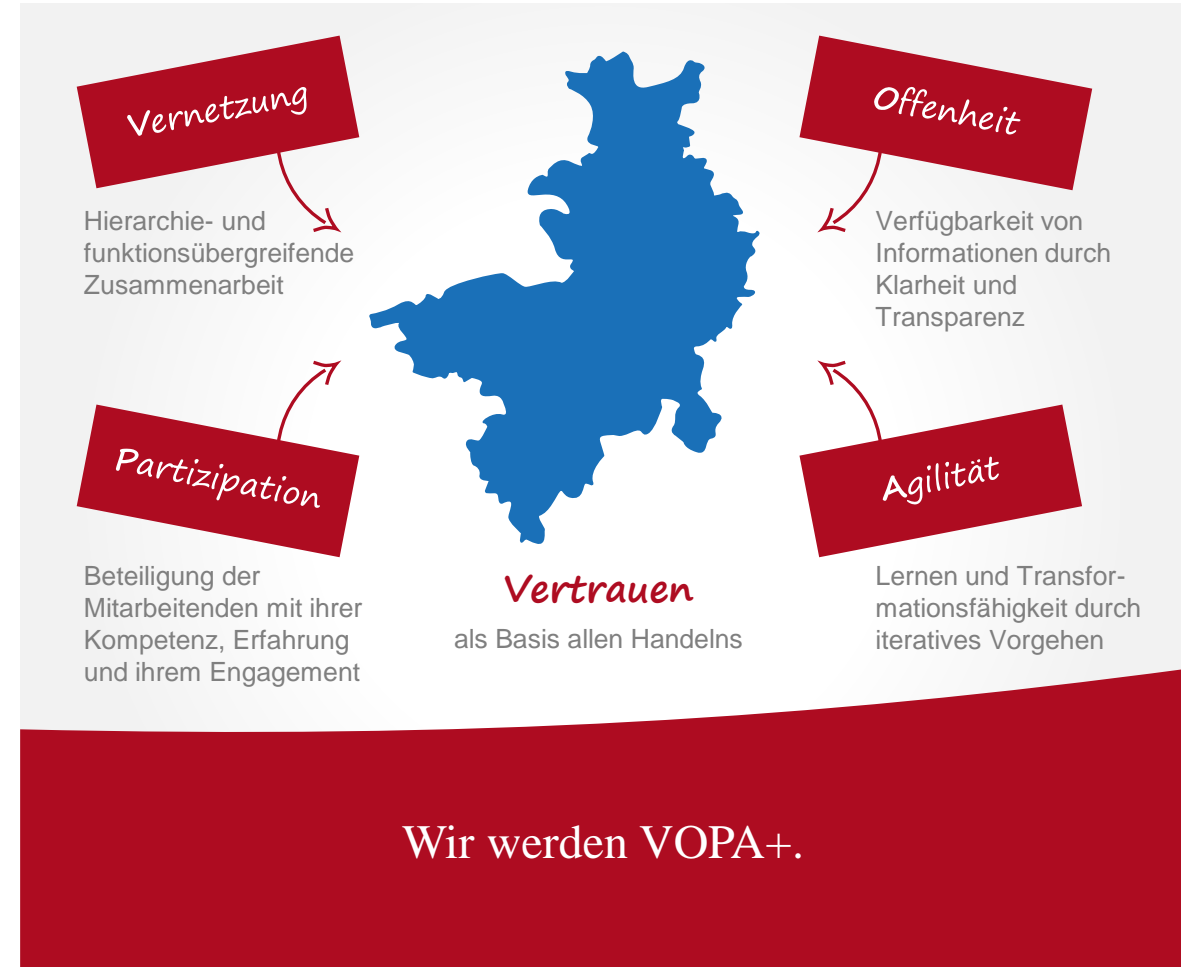 Vernetzung
Hierarchie- und
funktionsübergreifende
Zusammenarbeit
Offenheit
Verfügbarkeit von
Informationen durch
Klarheit und
Transparenz
Partizipation
Beteiligung der
Mitarbeitenden mit ihrer
Kompetenz, Erfahrung
und ihrem Engagement
Agilität
Lernen und Transfor-
mationsfähigkeit durch
iteratives Vorgehen
Vertrauen
als Basis allen Handelns
Wir werden VOPA+.